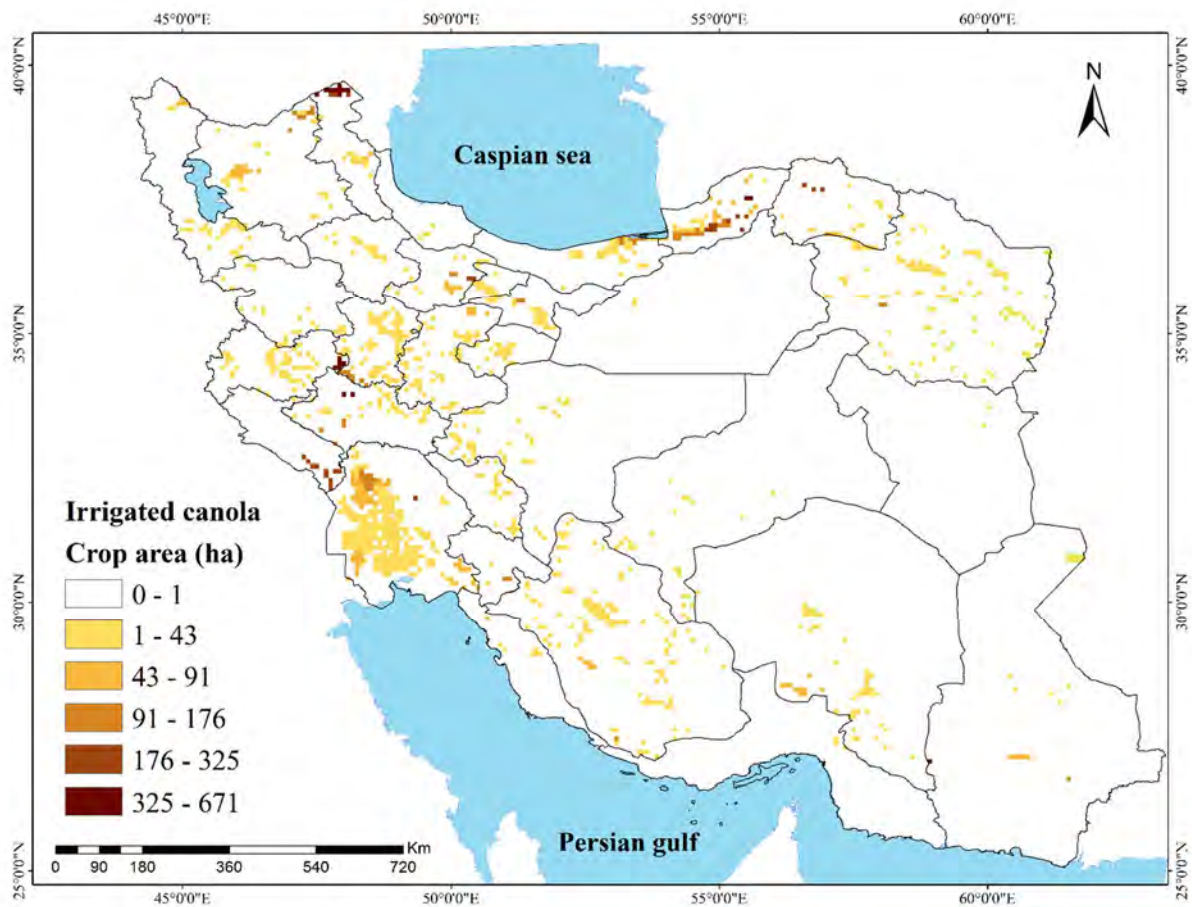 45°0'0"E 50°0'0"E 55°0'0"E 60°0'0"E
40°0'0"N 40°0'0"N
N
Caspian sea
35°0'0"N 35°0'0"N
Irrigated canola
Crop area (ha)
0 - 1
1 - 43
43 - 91
91 - 176
176 - 325
325 - 671
30°0'0"N 30°0'0"N
Km
0 90 180 360 540 720
Persian gulf
25°0'0"N 25°0'0"N
45°0'0"E 50°0'0"E 55°0'0"E 60°0'0"E